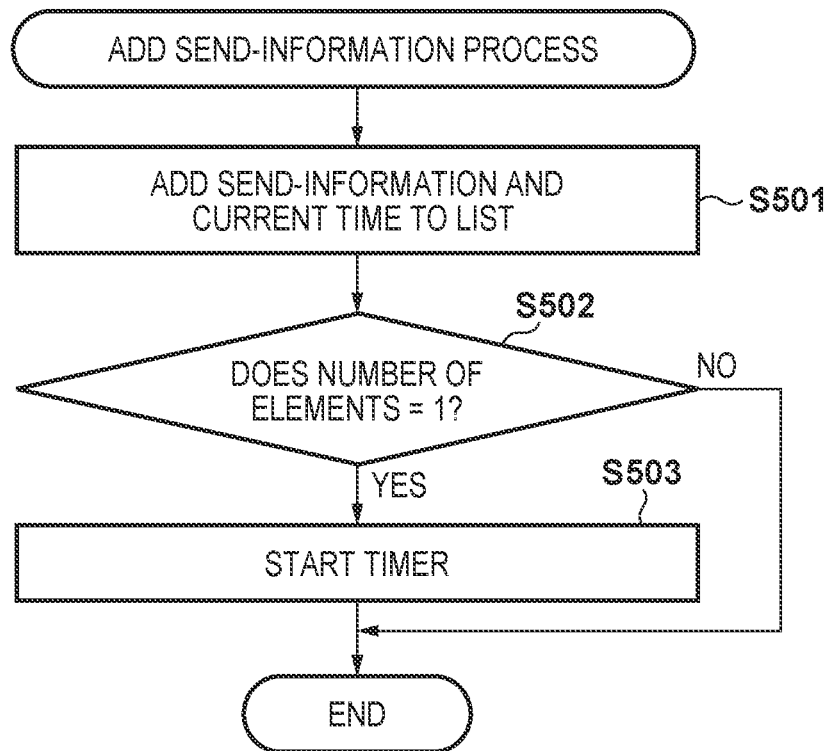 ADD SEND-INFORMATION PROCESS
ADD SEND-INFORMATION AND
CURRENT TIME TO LIST
S501
S502
DOES NUMBER OF
ELEMENTS = 1?
NO
YES
S503
START TIMER
END